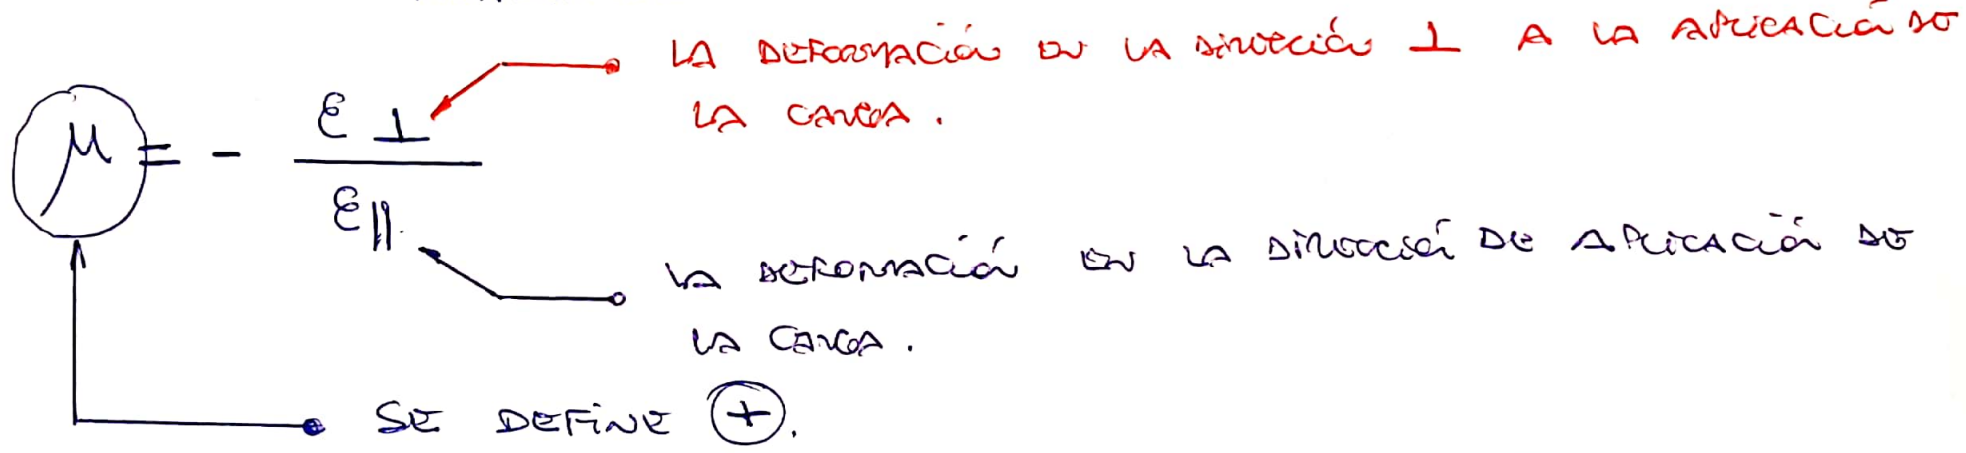 LA DEFORMACIÓN EN LA DIRECCIÓN ⊥ A LA APLICACIÓN DE
LA CARGA.
μ = - ε⊥ / ε||
LA DEFORMACIÓN EN LA DIRECCIÓN DE APLICACIÓN DE
LA CARGA.
SE DEFINE (+).